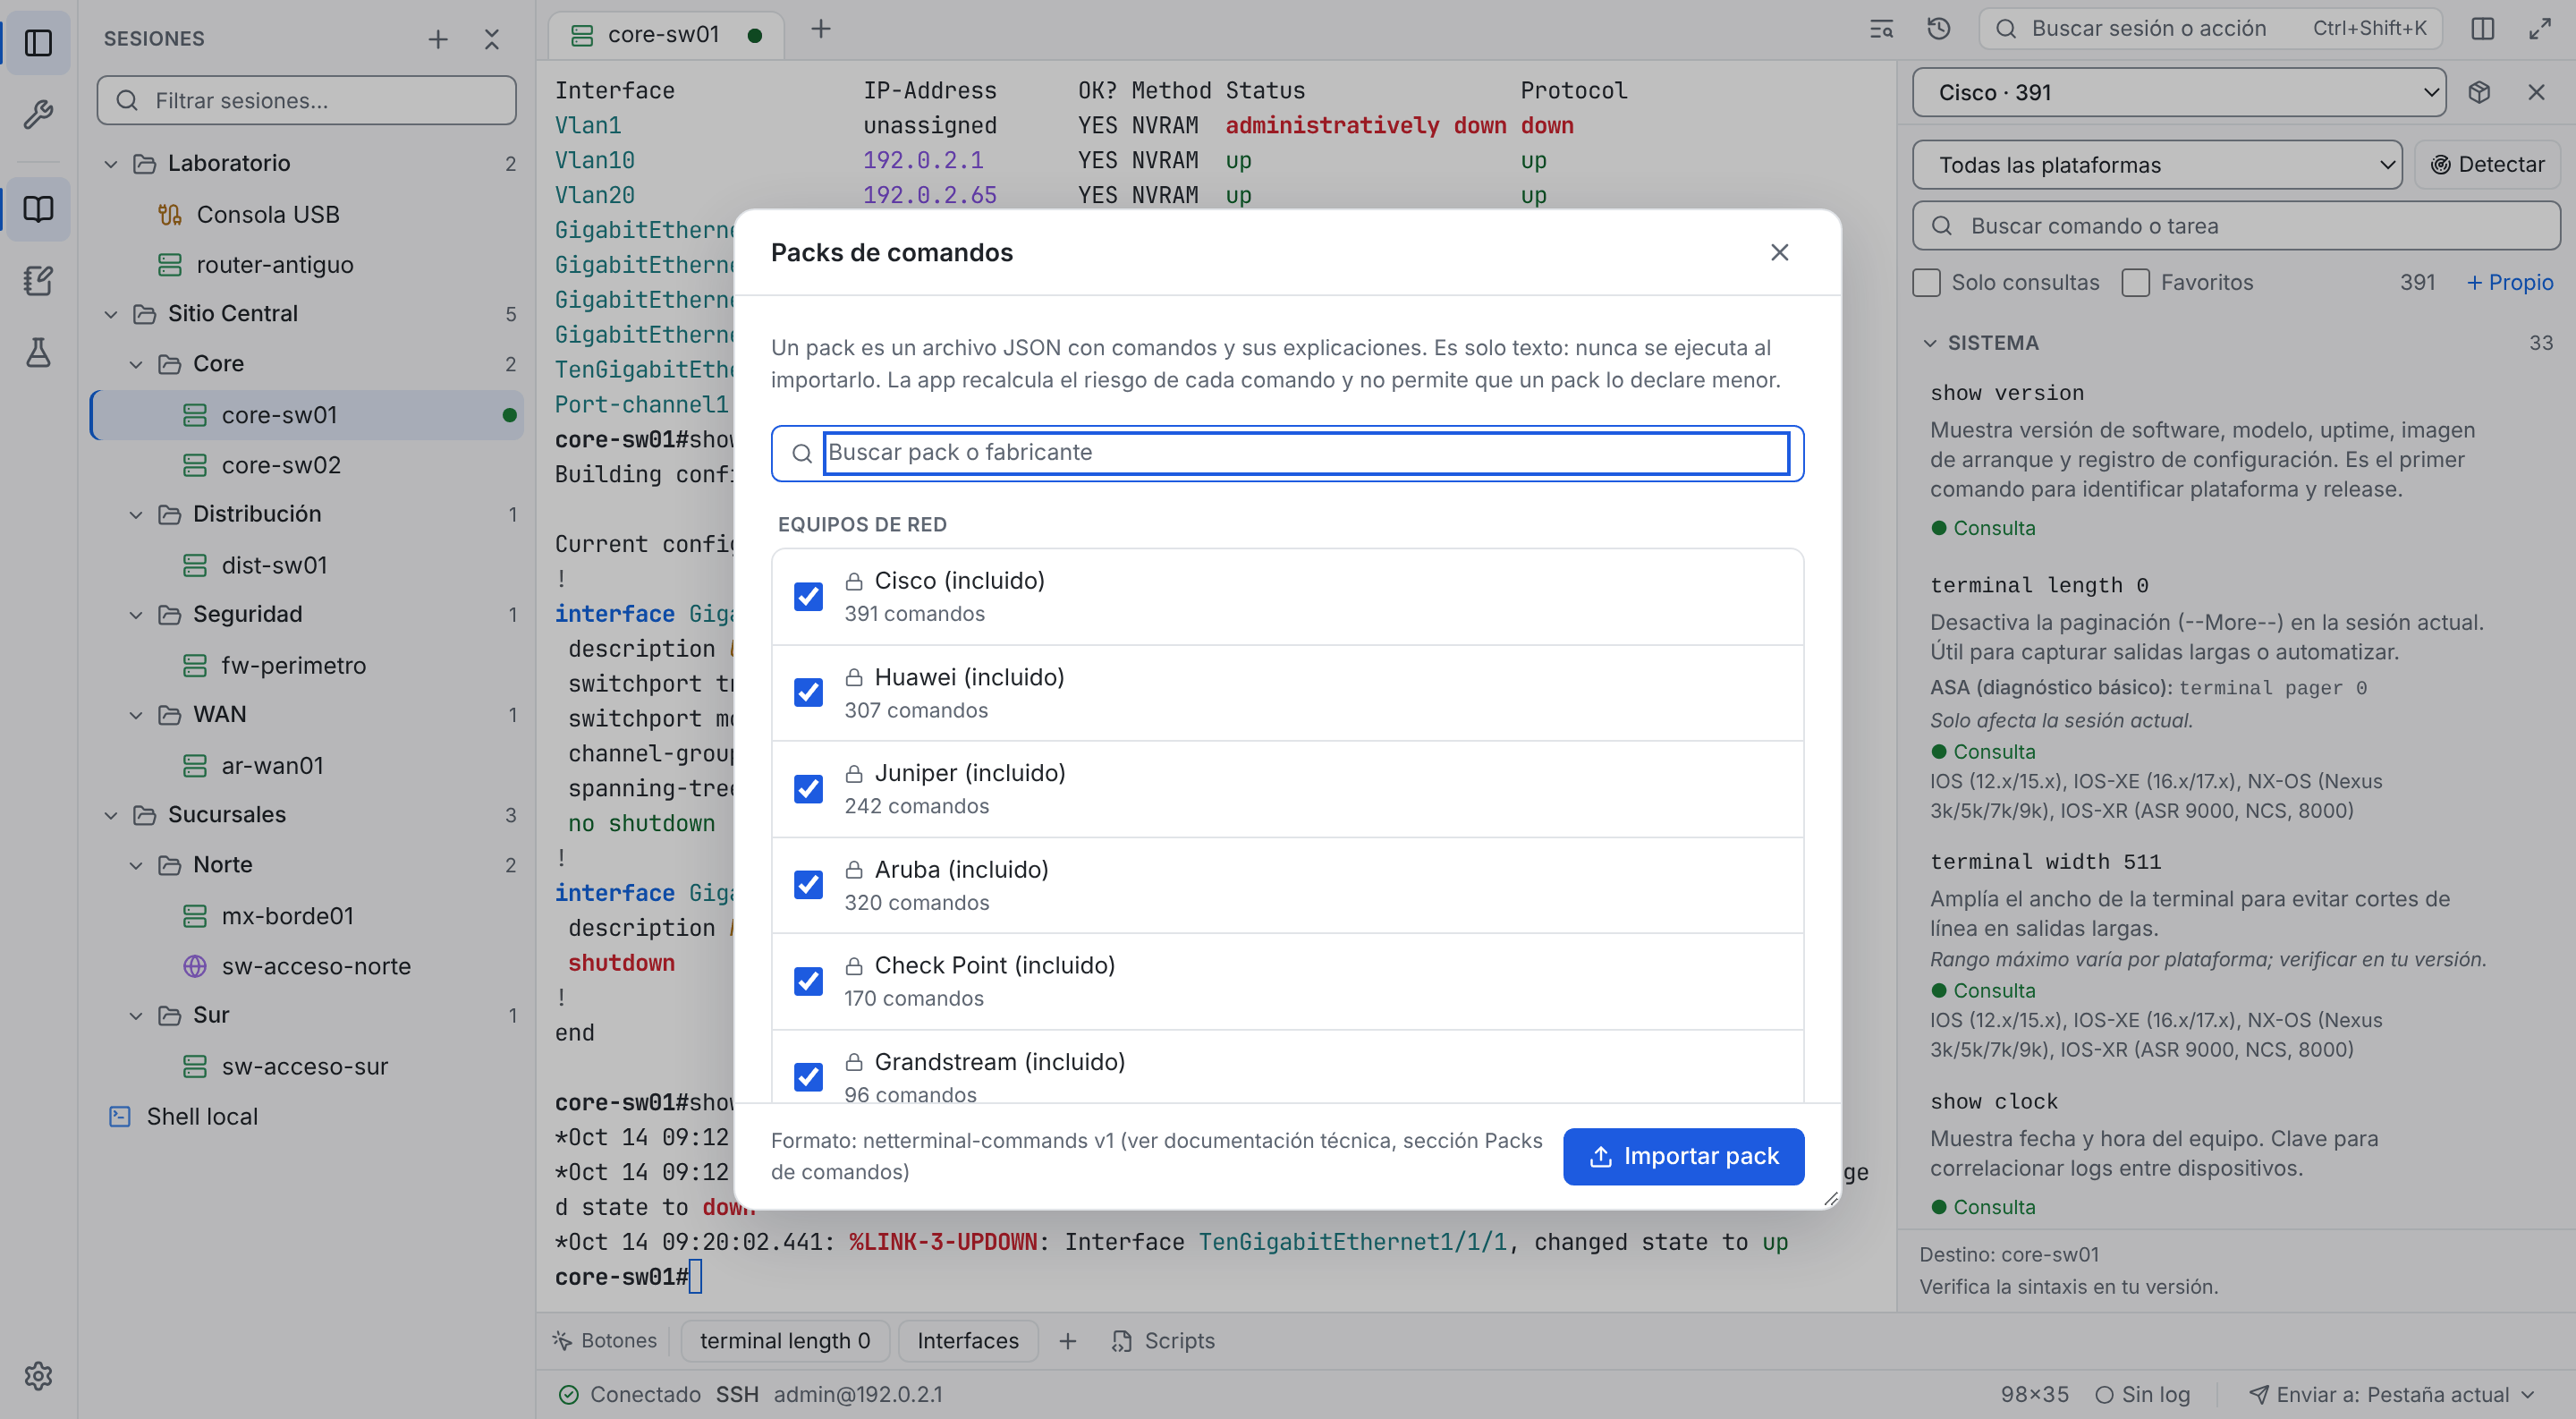 SESIONES
Filtrar sesiones...
Laboratorio 2
Consola USB
router-antiguo
Sitio Central 5
Core 2
core-sw01
core-sw02
Distribución 1
dist-sw01
Seguridad 1
fw-perimetro
WAN 1
ar-wan01
Sucursales 3
Norte 2
mx-borde01
sw-acceso-norte
Sur 1
sw-acceso-sur
Shell local
core-sw01
Buscar sesión o acción Ctrl+Shift+K
Interface IP-Address OK? Method Status Protocol
Vlan1 unassigned YES NVRAM administratively down down
Vlan10 192.0.2.1 YES NVRAM up up
Vlan20 192.0.2.65 YES NVRAM up up
GigabitEtherne
GigabitEtherne
GigabitEtherne
GigabitEtherne
TenGigabitEthe
Port-channel1
core-sw01#show
Building confi
Current config
!
interface Giga
description
switchport tr
switchport mo
channel-group
spanning-tree
no shutdown
!
interface Giga
description
shutdown
!
end
core-sw01#show
*Oct 14 09:12
*Oct 14 09:12 ge
d state to down
*Oct 14 09:20:02.441: %LINK-3-UPDOWN: Interface TenGigabitEthernet1/1/1, changed state to up
core-sw01#
Packs de comandos
Un pack es un archivo JSON con comandos y sus explicaciones. Es solo texto: nunca se ejecuta al
importarlo. La app recalcula el riesgo de cada comando y no permite que un pack lo declare menor.
Buscar pack o fabricante
EQUIPOS DE RED
Cisco (incluido)
391 comandos
Huawei (incluido)
307 comandos
Juniper (incluido)
242 comandos
Aruba (incluido)
320 comandos
Check Point (incluido)
170 comandos
Grandstream (incluido)
96 comandos
Formato: netterminal-commands v1 (ver documentación técnica, sección Packs
de comandos)
Importar pack
Cisco · 391
Todas las plataformas
Detectar
Buscar comando o tarea
Solo consultas Favoritos 391 + Propio
SISTEMA 33
show version
Muestra versión de software, modelo, uptime, imagen
de arranque y registro de configuración. Es el primer
comando para identificar plataforma y release.
Consulta
terminal length 0
Desactiva la paginación (--More--) en la sesión actual.
Útil para capturar salidas largas o automatizar.
ASA (diagnóstico básico): terminal pager 0
Solo afecta la sesión actual.
Consulta
IOS (12.x/15.x), IOS-XE (16.x/17.x), NX-OS (Nexus
3k/5k/7k/9k), IOS-XR (ASR 9000, NCS, 8000)
terminal width 511
Amplía el ancho de la terminal para evitar cortes de
línea en salidas largas.
Rango máximo varía por plataforma; verificar en tu versión.
Consulta
IOS (12.x/15.x), IOS-XE (16.x/17.x), NX-OS (Nexus
3k/5k/7k/9k), IOS-XR (ASR 9000, NCS, 8000)
show clock
Muestra fecha y hora del equipo. Clave para
correlacionar logs entre dispositivos.
Consulta
Destino: core-sw01
Verifica la sintaxis en tu versión.
Botones terminal length 0 Interfaces + Scripts
Conectado SSH admin@192.0.2.1 98×35 Sin log Enviar a: Pestaña actual